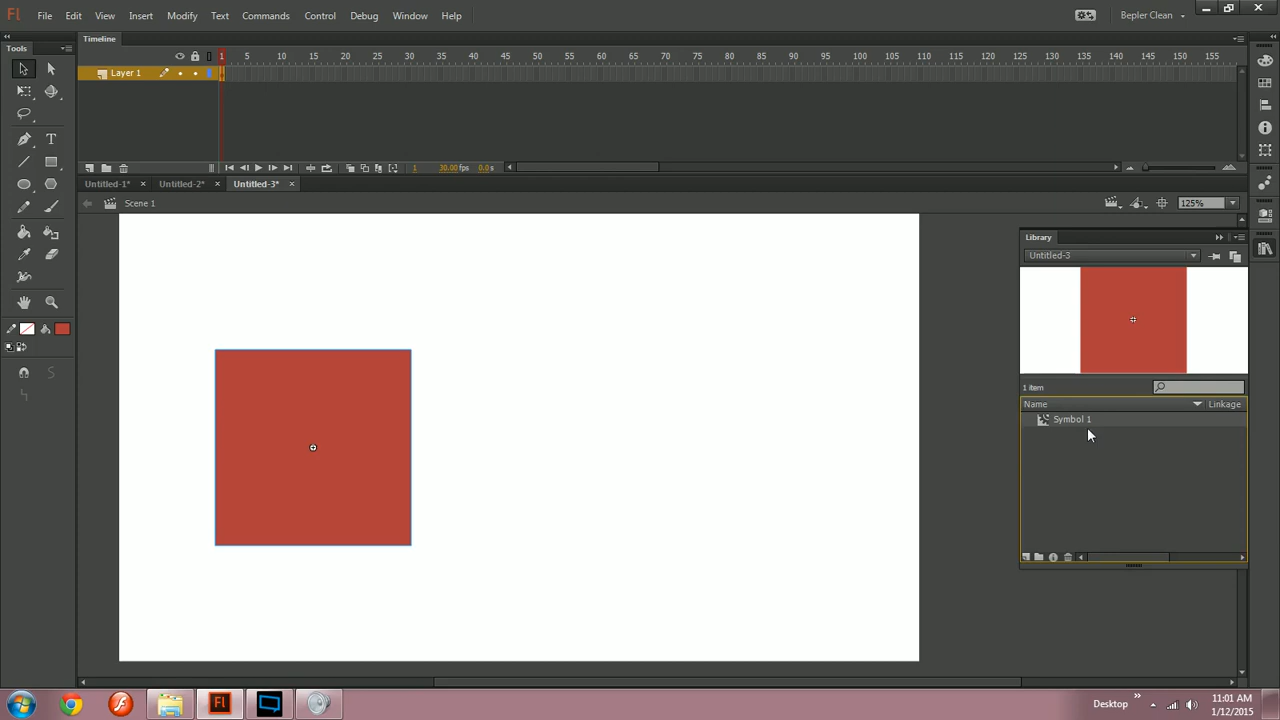 Fl File Edit View Insert Modify Text Commands Control Debug Window Help Bepler Clean
Tools
Timeline
1 5 10 15 20 25 30 35 40 45 50 55 60 65 70 75 80 85 90 95 100 105 110 115 120 125 130 135 140 145 150 155
Layer 1
1 30.00 fps 0.0 s
Untitled-1* Untitled-2* Untitled-3*
Scene 1 125%
Library
Untitled-3
1 item
Name Linkage
Symbol 1
Fl
Desktop 11:01 AM
1/12/2015